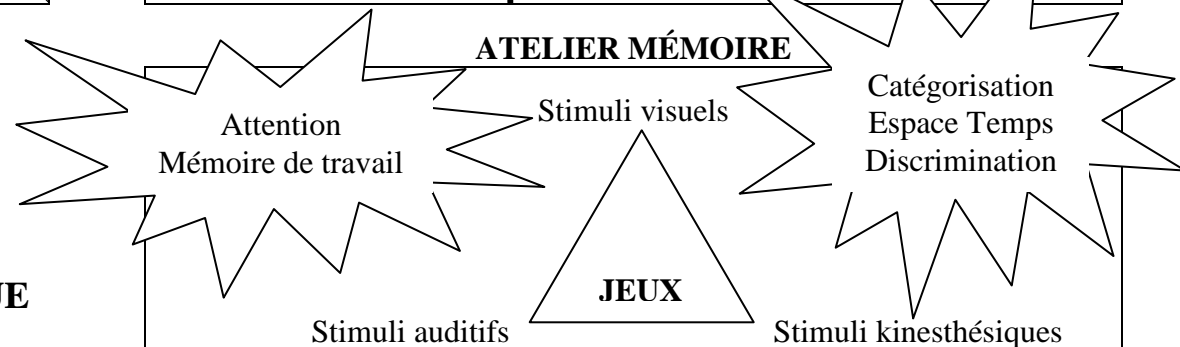 ATELIER MÉMOIRE
Attention
Mémoire de travail
Stimuli visuels
Catégorisation
Espace Temps
Discrimination
JEUX
Stimuli auditifs
Stimuli kinesthésiques